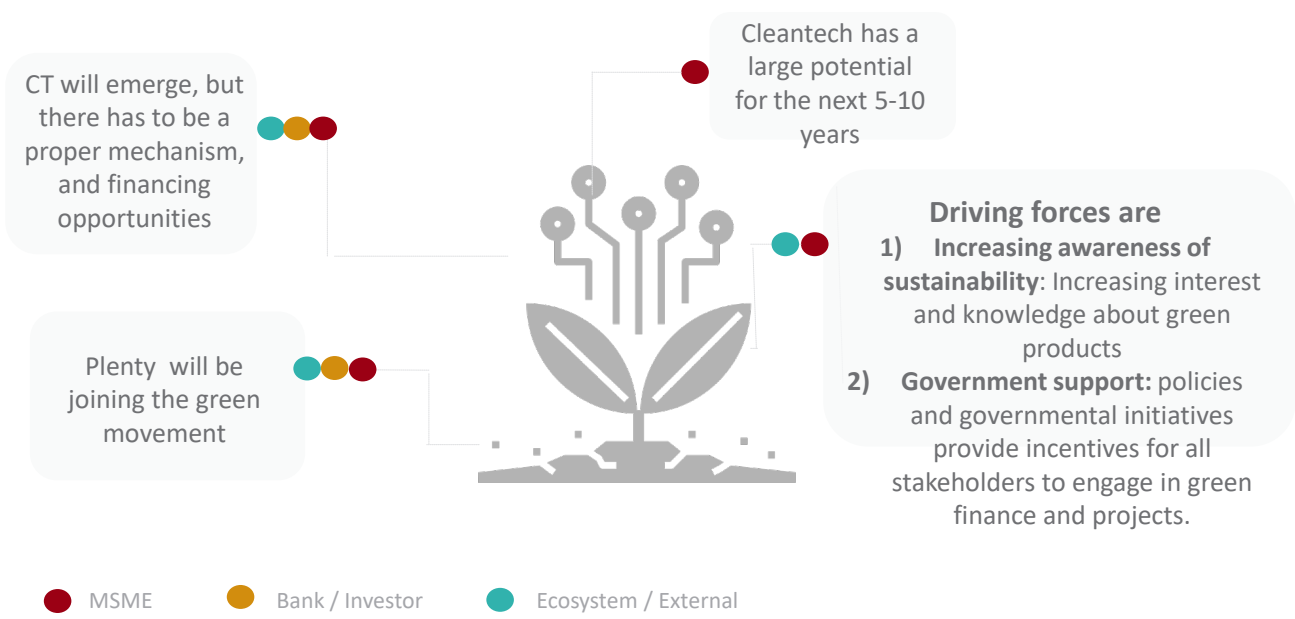 CT will emerge, but
there has to be a
proper mechanism,
and financing
opportunities
Cleantech has a
large potential
for the next 5-10
years
Plenty will be
joining the green
movement
Driving forces are
1) Increasing awareness of
sustainability: Increasing interest
and knowledge about green
products
2) Government support: policies
and governmental initiatives
provide incentives for all
stakeholders to engage in green
finance and projects.
MSME
Bank / Investor
Ecosystem / External